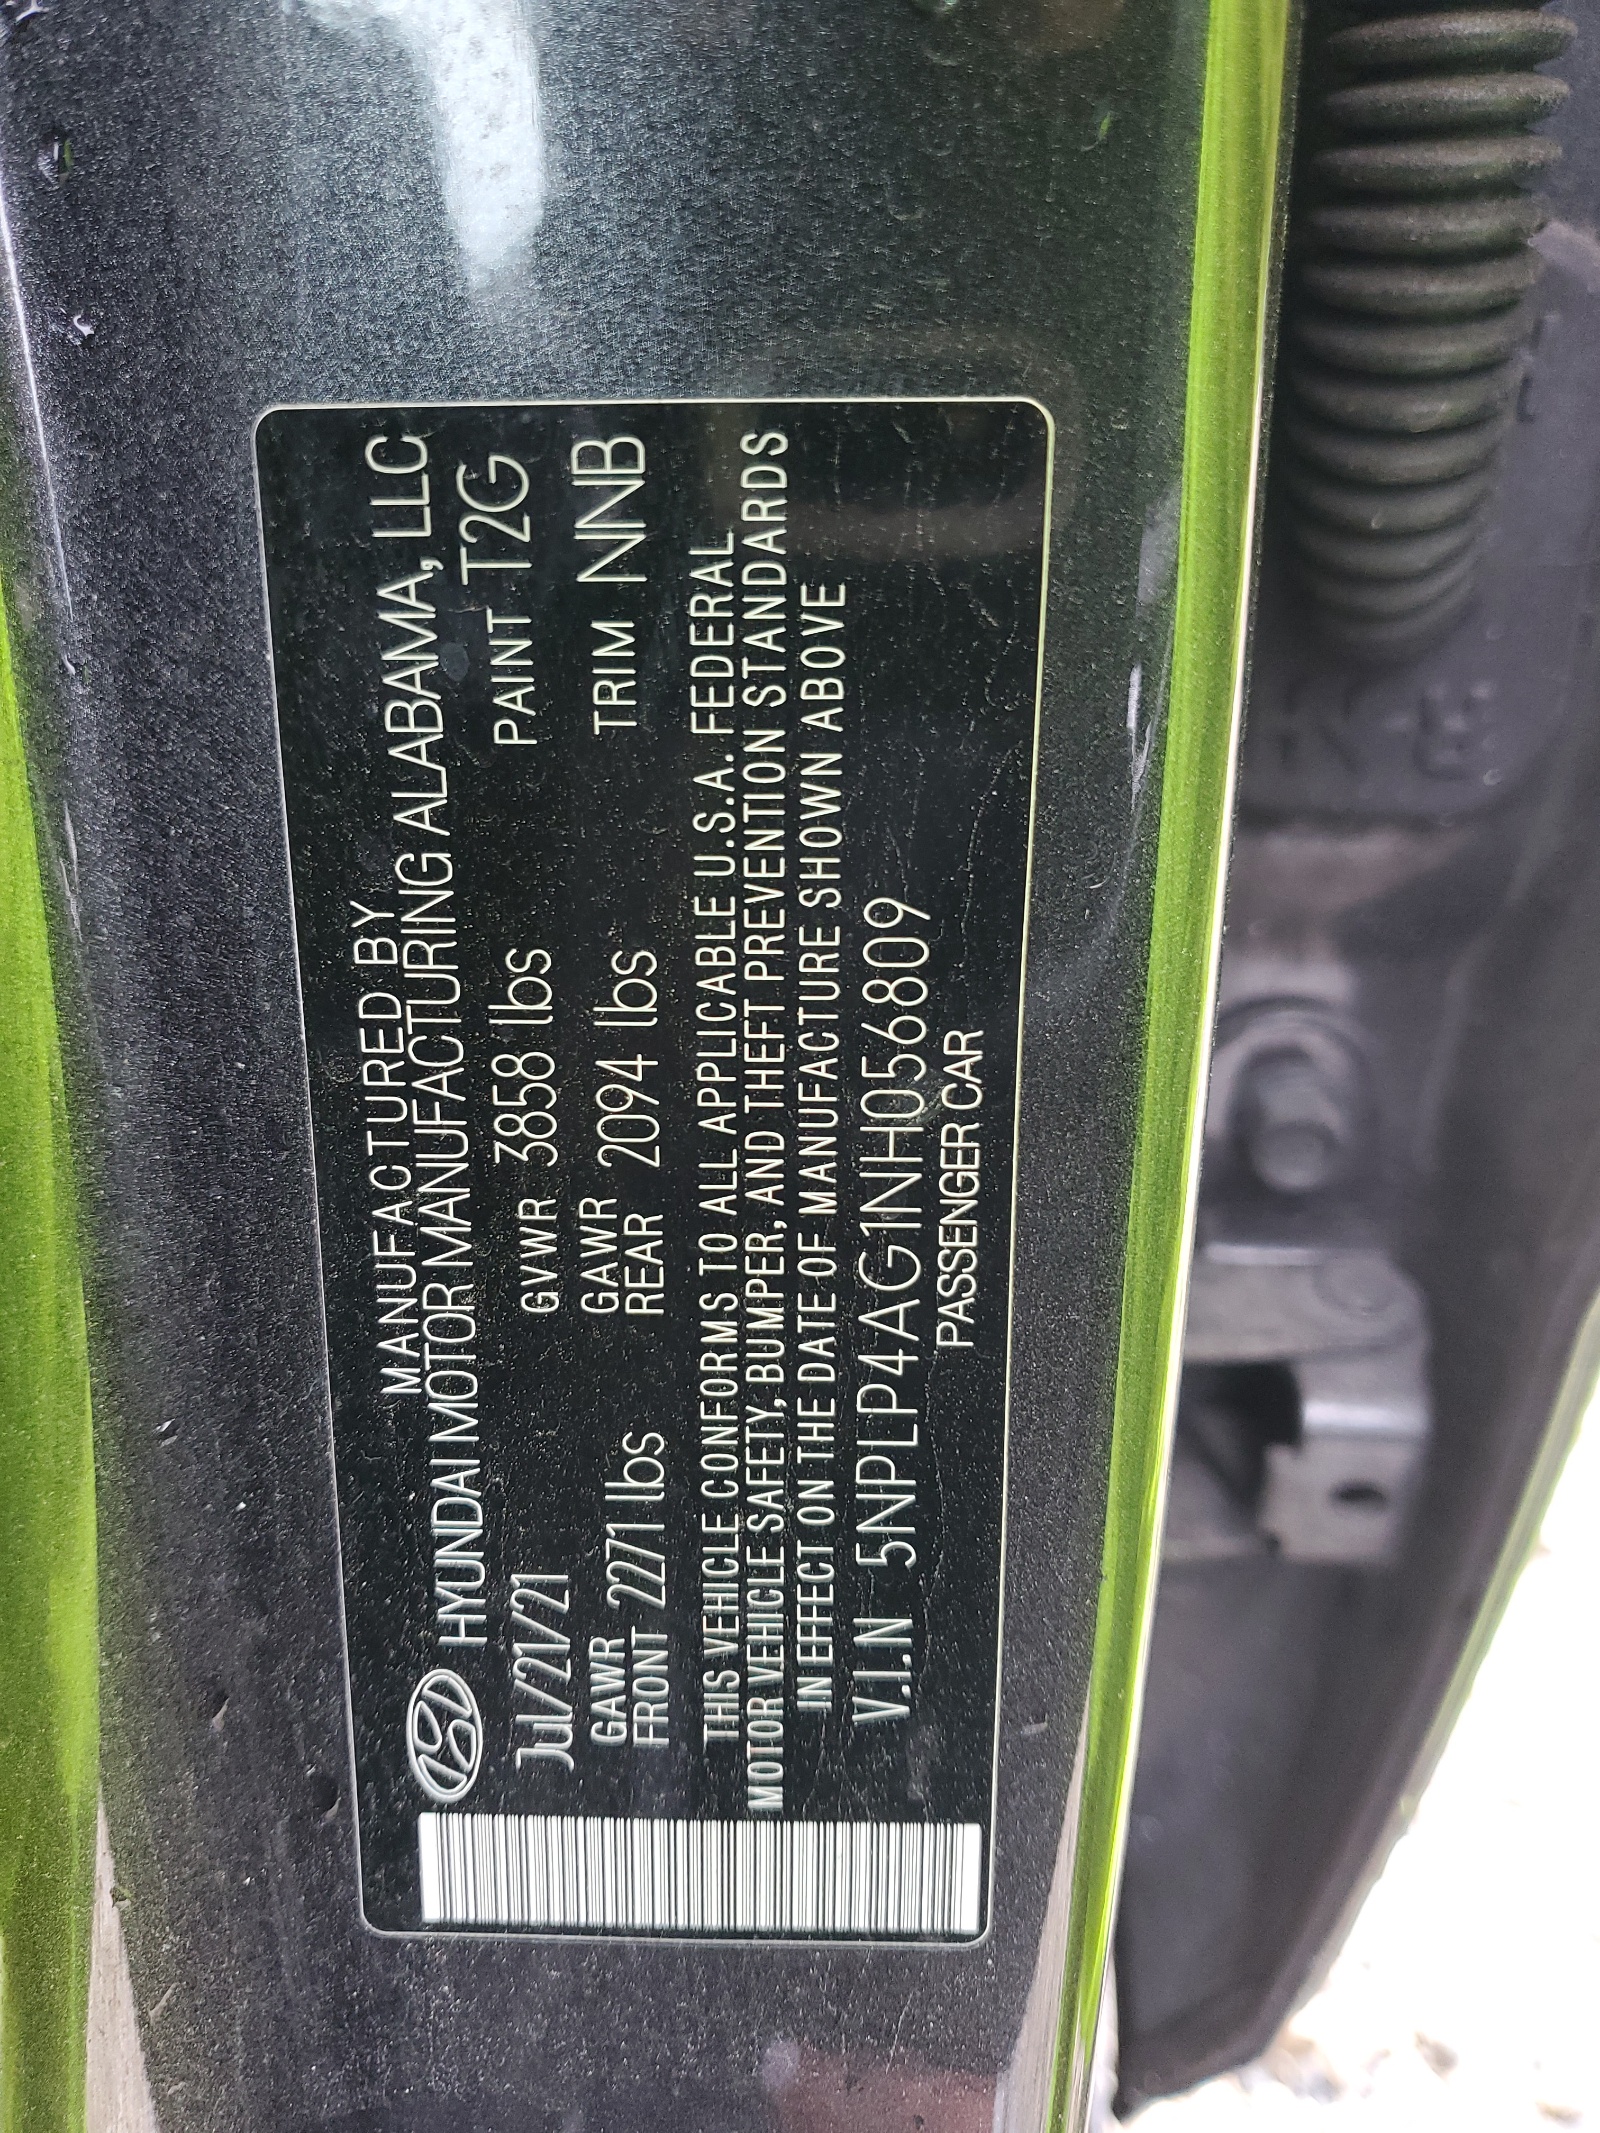 MANUFACTURED BY
HYUNDAI MOTOR MANUFACTURING ALABAMA, LLC
Jul/21/21 GVWR 3858 lbs PAINT T2G
GAWR FRONT 2271 lbs GAWR REAR 2094 lbs TRIM NNB
THIS VEHICLE CONFORMS TO ALL APPLICABLE U.S.A. FEDERAL
MOTOR VEHICLE SAFETY, BUMPER, AND THEFT PREVENTION STANDARDS
IN EFFECT ON THE DATE OF MANUFACTURE SHOWN ABOVE
V.I.N 5NPLP4AG1NH056809
PASSENGER CAR